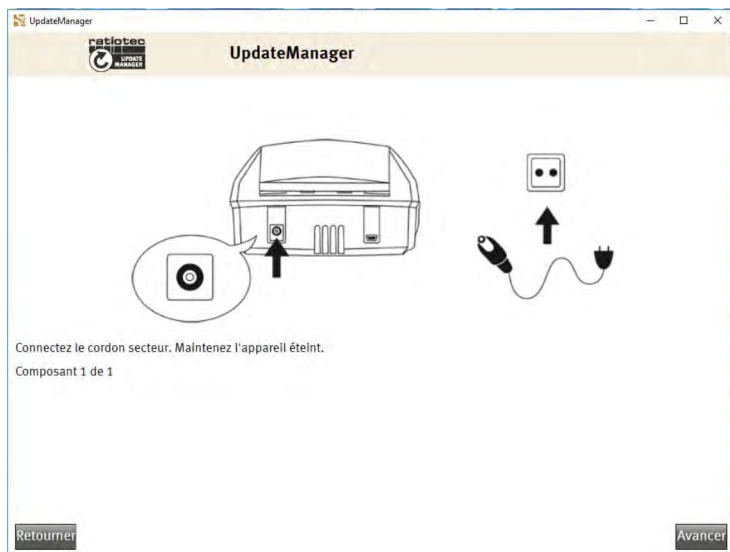 UpdateManager
ratiotec
UPDATE
MANAGER
UpdateManager
Connectez le cordon secteur. Maintenez l'appareil éteint.
Composant 1 de 1
Retourner
Avancer